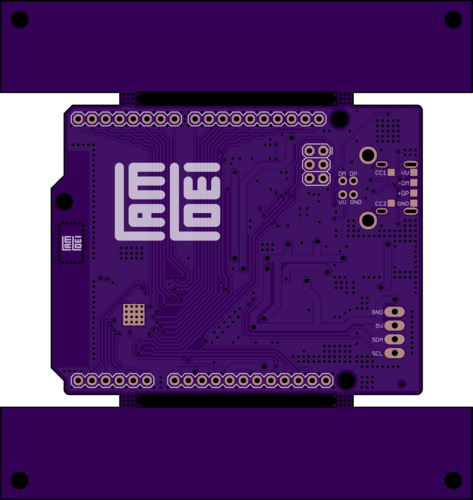 LAM
LOEI
DM DP
VU GND
CC1 VU
-DM
+DP
CC2 GND
LAM
LOEI
GND
5V
SDA
SCL